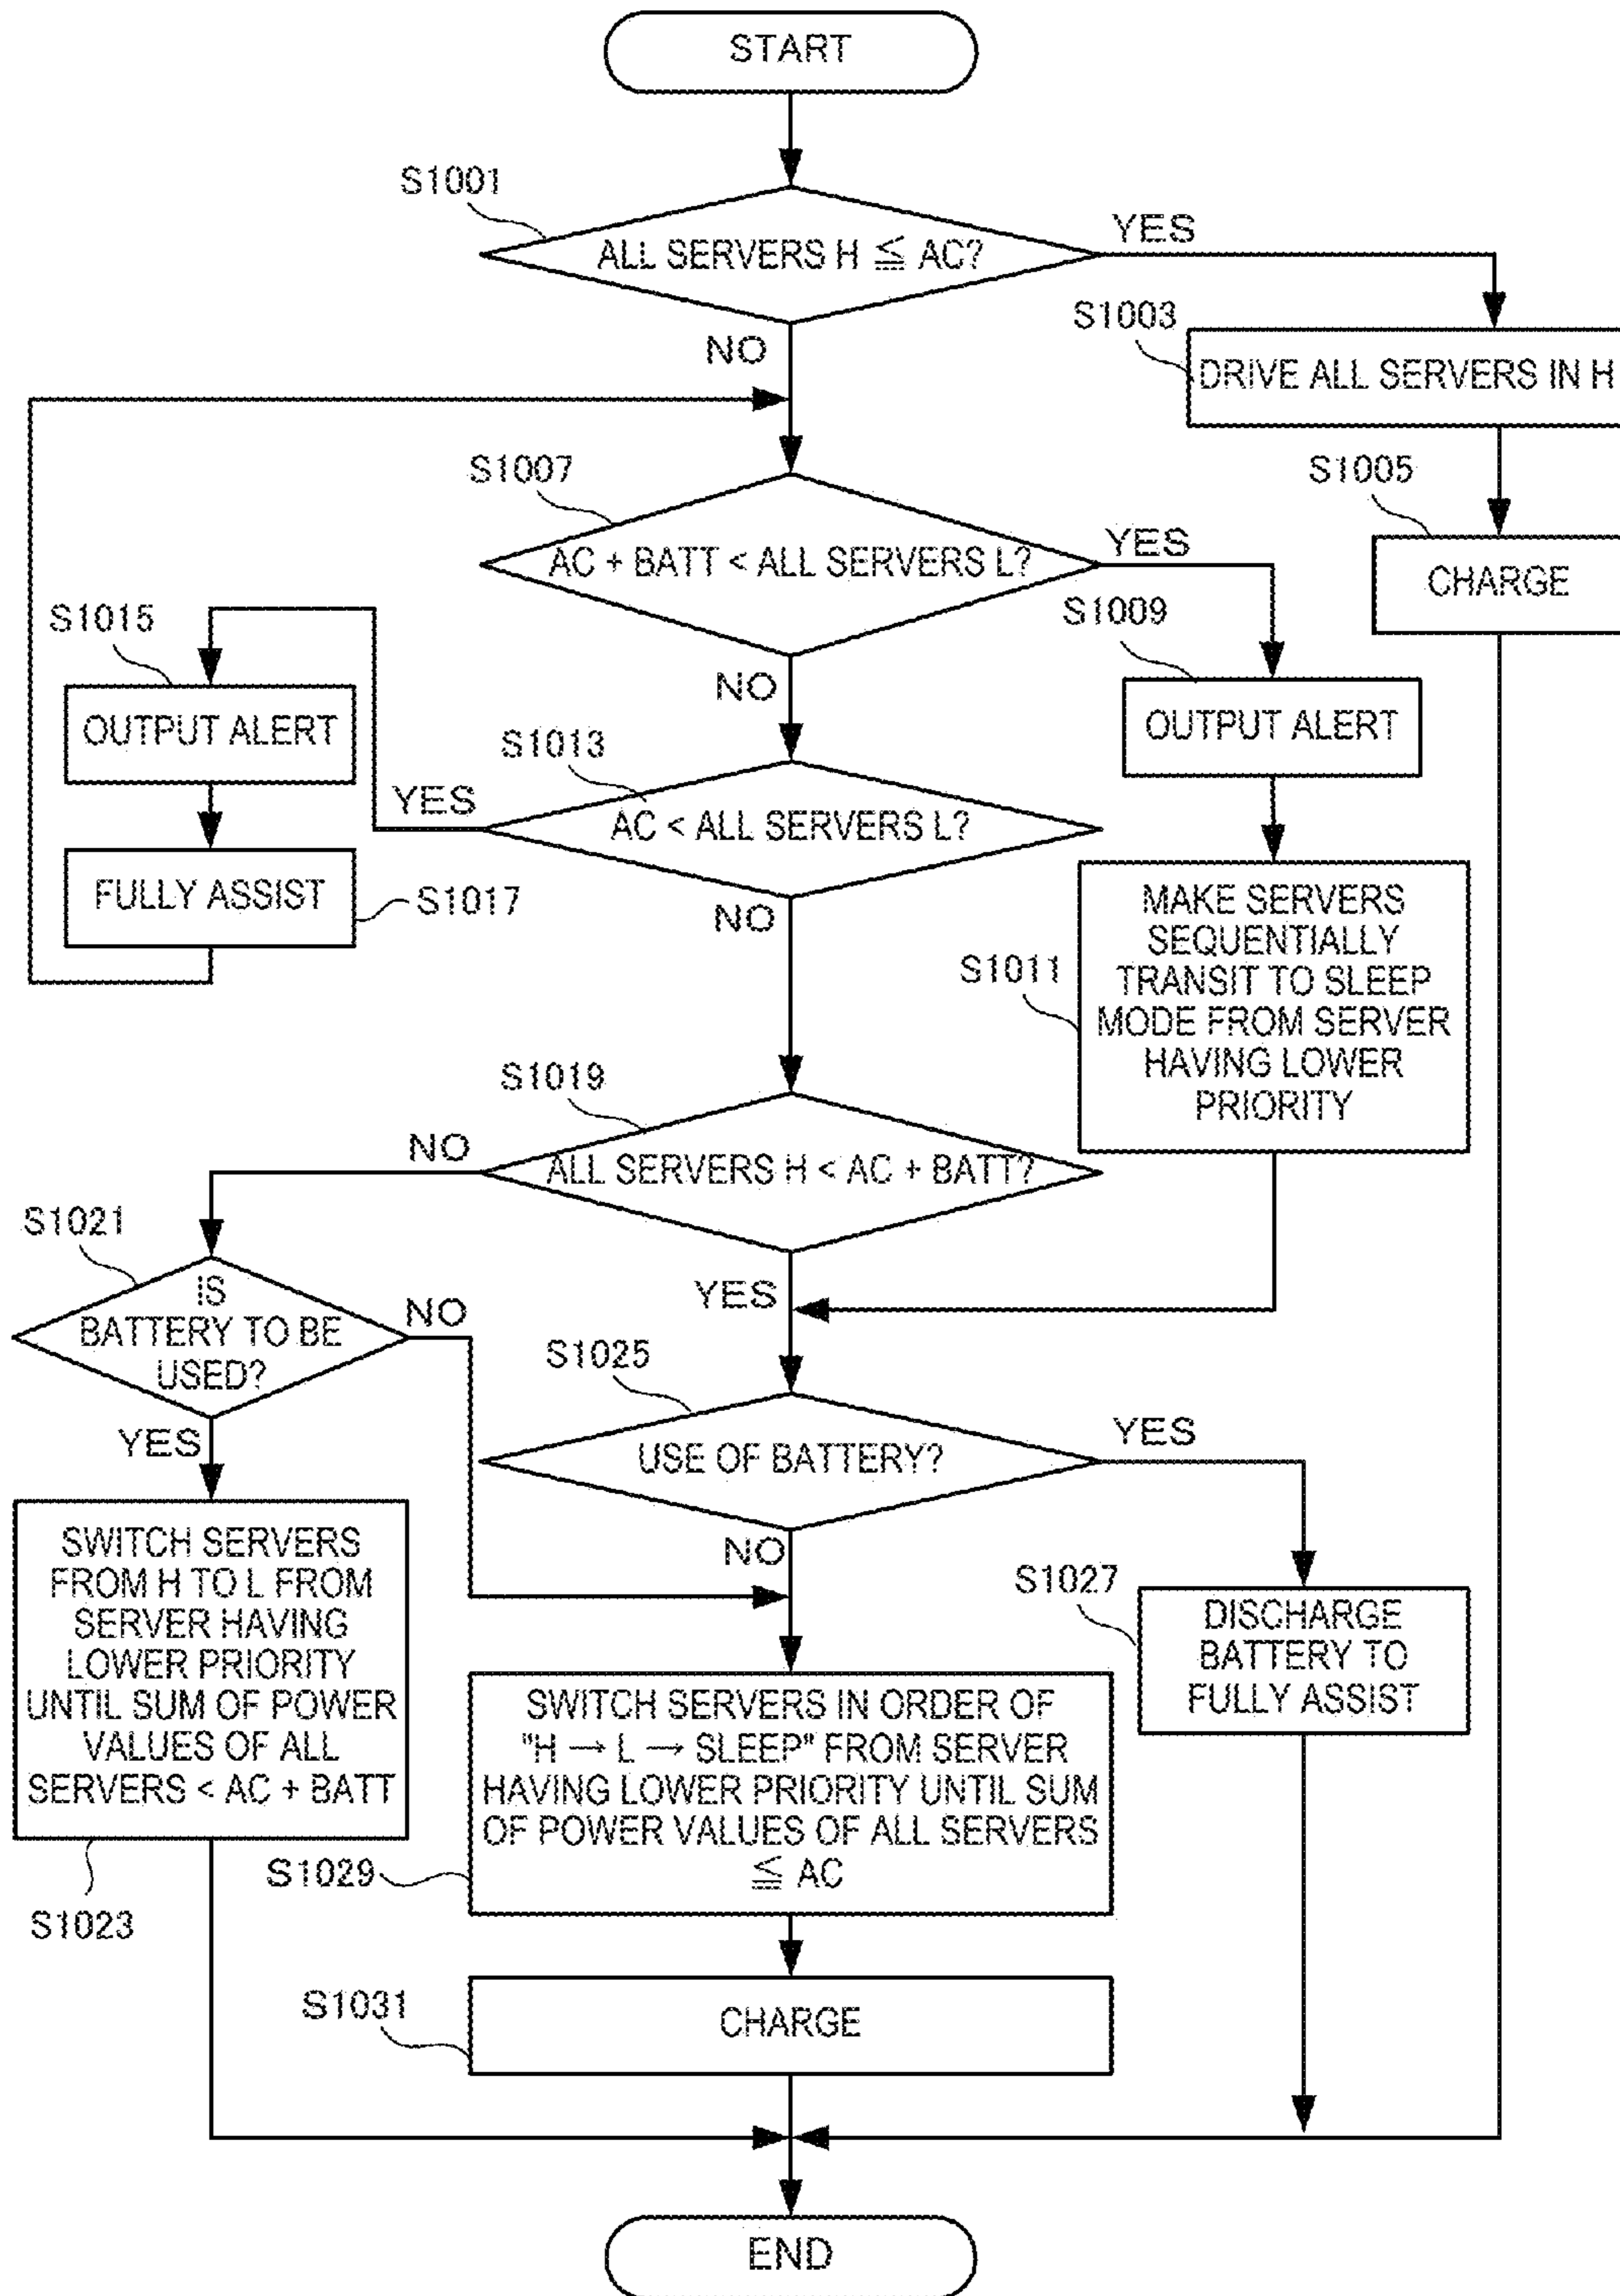 START
S1001
ALL SERVERS H ≦ AC?
YES
NO
S1003
DRIVE ALL SERVERS IN H
S1005
CHARGE
S1007
AC + BATT < ALL SERVERS L?
YES
NO
S1009
OUTPUT ALERT
S1015
OUTPUT ALERT
S1013
AC < ALL SERVERS L?
YES
NO
FULLY ASSIST
S1017
S1011
MAKE SERVERS
SEQUENTIALLY
TRANSIT TO SLEEP
MODE FROM SERVER
HAVING LOWER
PRIORITY
S1019
ALL SERVERS H < AC + BATT?
NO
YES
S1021
IS
BATTERY TO BE
USED?
NO
YES
S1025
USE OF BATTERY?
YES
NO
SWITCH SERVERS
FROM H TO L FROM
SERVER HAVING
LOWER PRIORITY
UNTIL SUM OF POWER
VALUES OF ALL
SERVERS < AC + BATT
S1023
S1027
DISCHARGE
BATTERY TO
FULLY ASSIST
SWITCH SERVERS IN ORDER OF
"H → L → SLEEP" FROM SERVER
HAVING LOWER PRIORITY UNTIL SUM
OF POWER VALUES OF ALL SERVERS
≦ AC
S1029
S1031
CHARGE
END